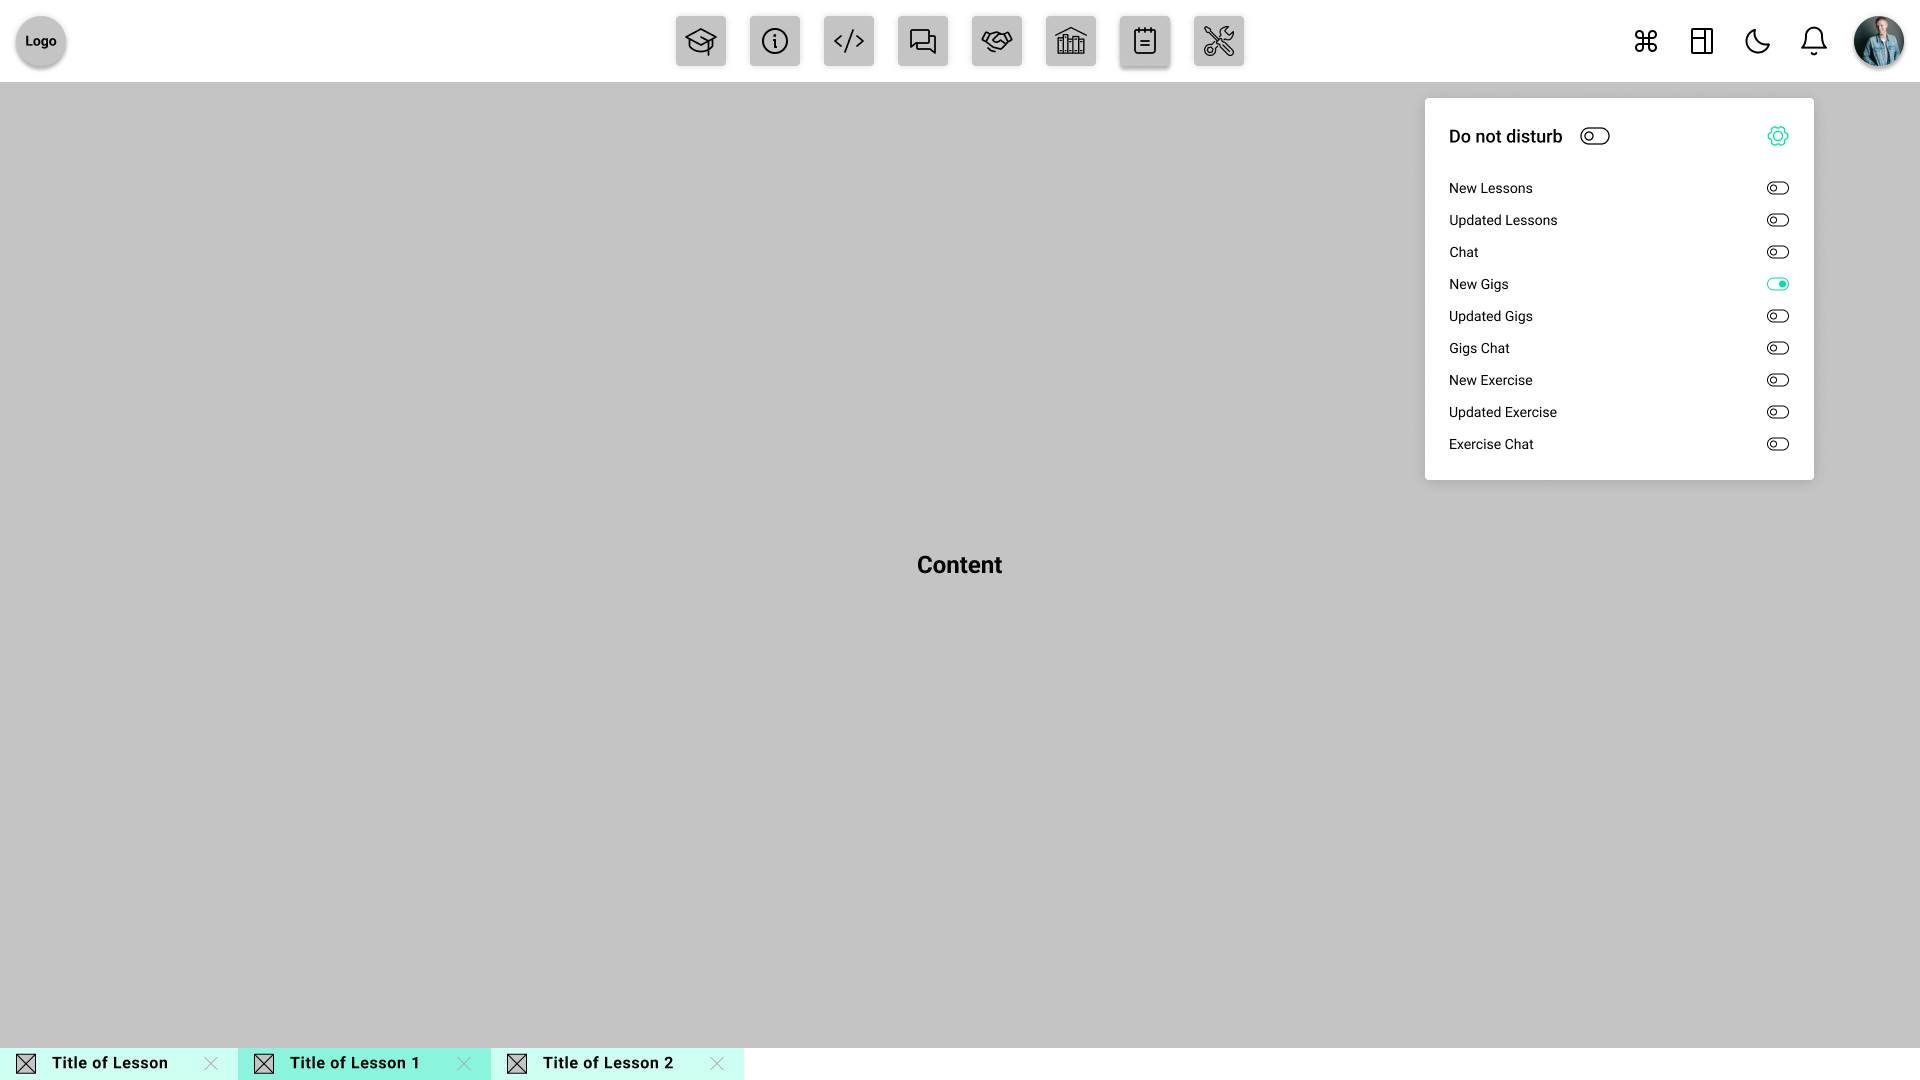 Logo
Do not disturb
New Lessons
Updated Lessons
Chat
New Gigs
Updated Gigs
Gigs Chat
New Exercise
Updated Exercise
Exercise Chat
Content
Title of Lesson
Title of Lesson 1
Title of Lesson 2